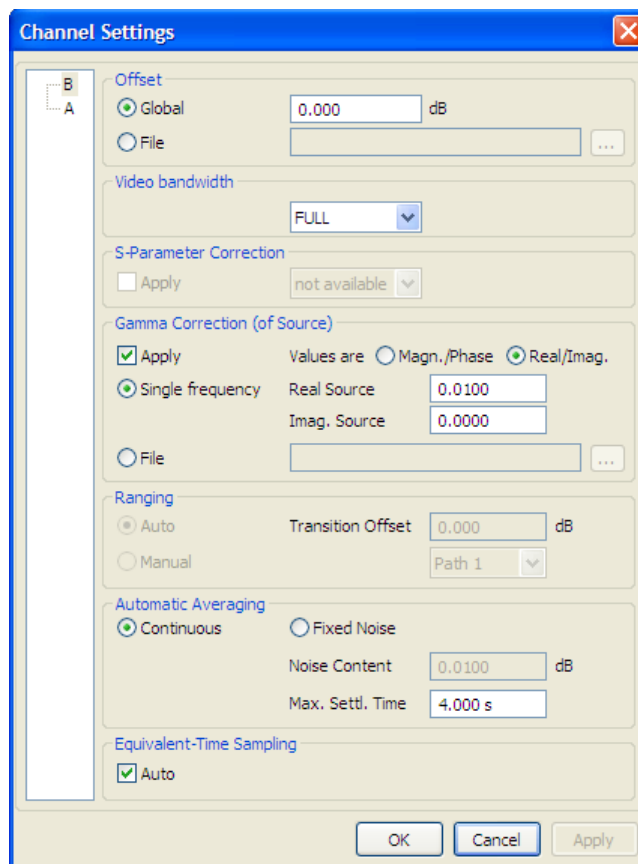 Channel Settings
B
A
Offset
Global 0.000 dB
File ...
Video bandwidth
FULL
S-Parameter Correction
Apply not available
Gamma Correction (of Source)
Apply Values are Magn./Phase Real/Imag.
Single frequency Real Source 0.0100
Imag. Source 0.0000
File ...
Ranging
Auto Transition Offset 0.000 dB
Manual Path 1
Automatic Averaging
Continuous Fixed Noise
Noise Content 0.0100 dB
Max. Settl. Time 4.000 s
Equivalent-Time Sampling
Auto
OK Cancel Apply